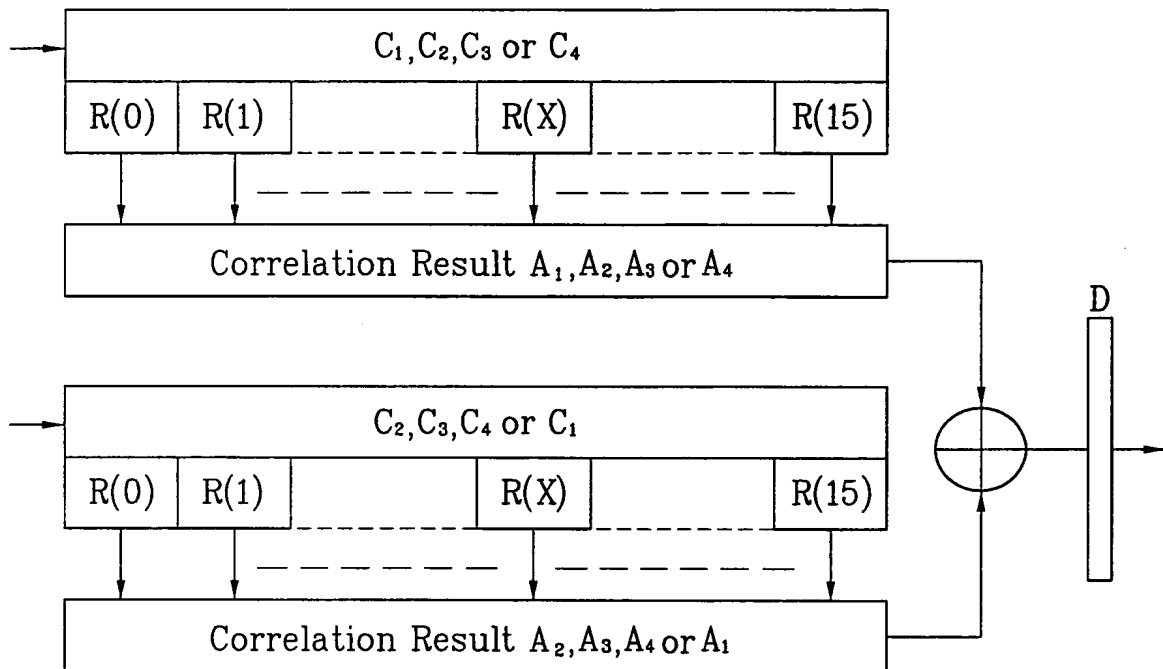 C₁,C₂,C₃ or C₄
R(0) R(1) R(X) R(15)
Correlation Result A₁,A₂,A₃ or A₄
D
C₂,C₃,C₄ or C₁
R(0) R(1) R(X) R(15)
Correlation Result A₂,A₃,A₄ or A₁